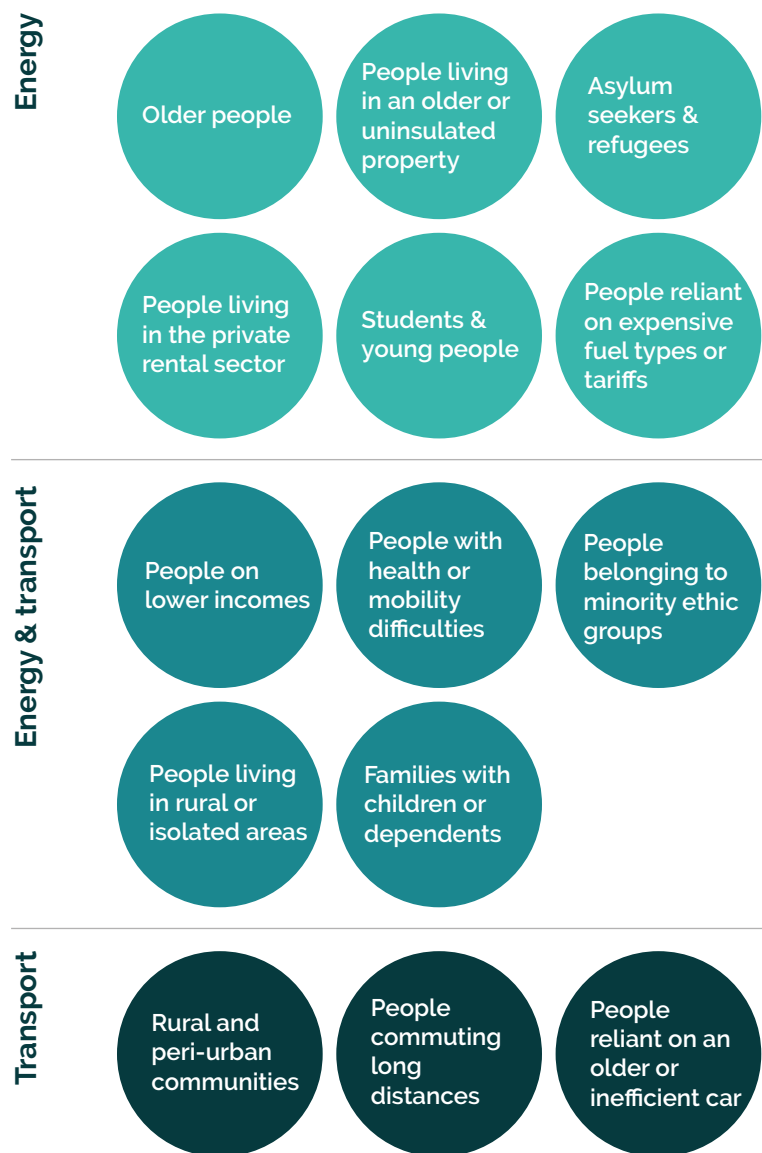 Energy
Older people
People living
in an older or
uninsulated
property
Asylum
seekers &
refugees
People living
in the private
rental sector
Students &
young people
People reliant
on expensive
fuel types or
tariffs
Energy & transport
People on
lower incomes
People with
health or
mobility
difficulties
People
belonging to
minority ethic
groups
People living
in rural or
isolated areas
Families with
children or
dependents
Transport
Rural and
peri-urban
communities
People
commuting
long
distances
People
reliant on an
older or
inefficient car